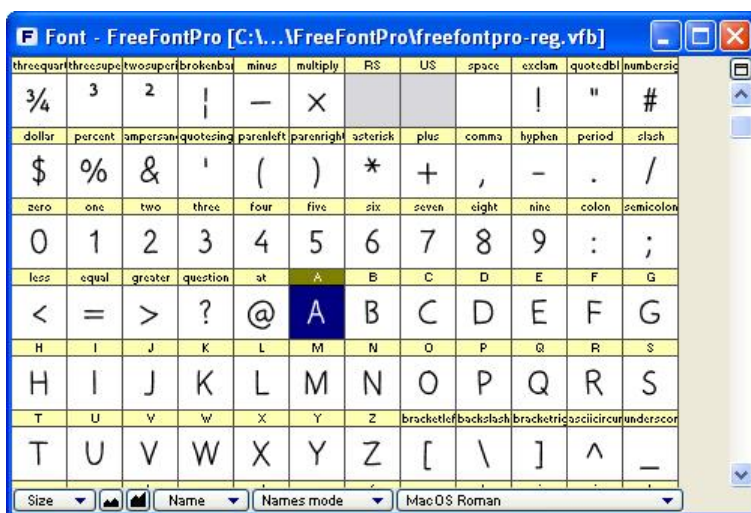 Font - FreeFontPro [C:\...\FreeFontPro\freefontpro-reg.vfb]
threequart threesupe twosuperi brokenbar minus multiply RS US space exclam quotedbl numbersig
¾ ³ ² ¦ − × ! " #
dollar percent ampersan quotesing parenleft parenright asterisk plus comma hyphen period slash
$ % & ' ( ) * + , - . /
zero one two three four five six seven eight nine colon semicolon
0 1 2 3 4 5 6 7 8 9 : ;
less equal greater question at A B C D E F G
< = > ? @ A B C D E F G
H I J K L M N O P Q R S
H I J K L M N O P Q R S
T U V W X Y Z bracketlef backslash bracketrig asciicircum underscor
T U V W X Y Z [ \ ] ^ _
Size Name Names mode MacOS Roman